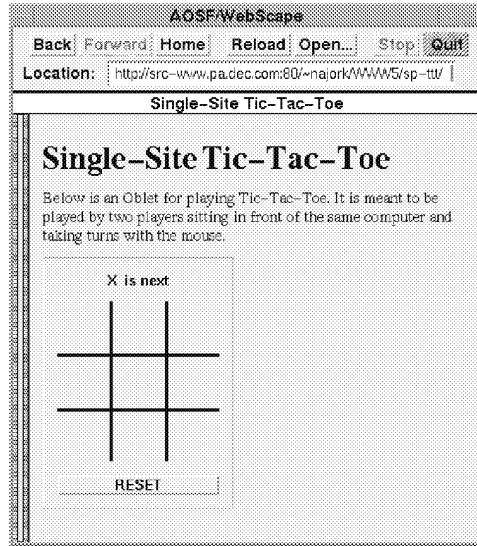 AOSF/WebScape
Back Forward Home Reload Open... Stop Quit
Location: http://src-www.pa.dec.com:80/~najork/WWW5/sp-ttt/
Single-Site Tic-Tac-Toe
Single-Site Tic-Tac-Toe
Below is an Oblet for playing Tic-Tac-Toe. It is meant to be
played by two players sitting in front of the same computer and
taking turns with the mouse.
X is next
RESET